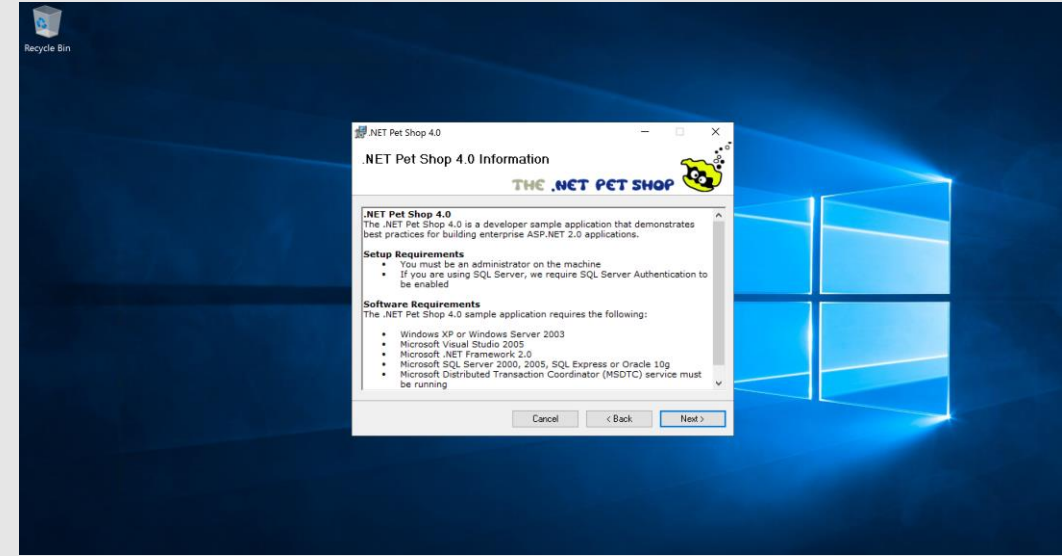 Recycle Bin
.NET Pet Shop 4.0
.NET Pet Shop 4.0 Information
THE .NET PET SHOP
.NET Pet Shop 4.0
The .NET Pet Shop 4.0 is a developer sample application that demonstrates
best practices for building enterprise ASP.NET 2.0 applications.
Setup Requirements
• You must be an administrator on the machine
• If you are using SQL Server, we require SQL Server Authentication to
be enabled
Software Requirements
The .NET Pet Shop 4.0 sample application requires the following:
• Windows XP or Windows Server 2003
• Microsoft Visual Studio 2005
• Microsoft .NET Framework 2.0
• Microsoft SQL Server 2000, 2005, SQL Express or Oracle 10g
• Microsoft Distributed Transaction Coordinator (MSDTC) service must
be running
Cancel
< Back
Next >